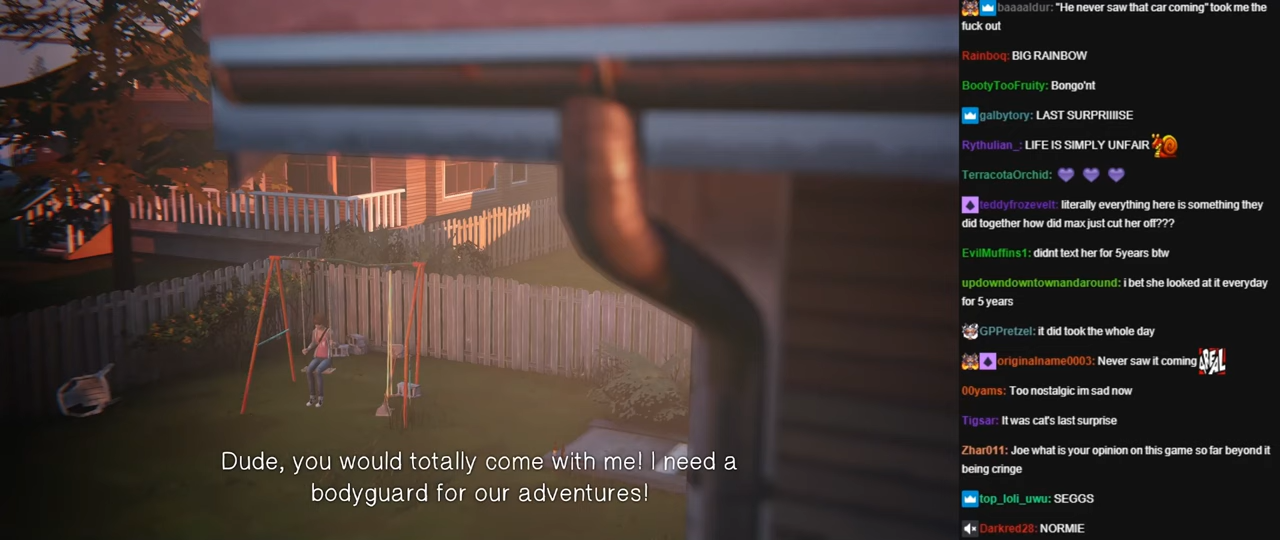 Dude, you would totally come with me! I need a
bodyguard for our adventures!
baaaaldur: "He never saw that car coming" took me the
fuck out
Rainboq: BIG RAINBOW
BootyTooFruity: Bongo'nt
galbytory: LAST SURPRIIIISE
Rythulian_: LIFE IS SIMPLY UNFAIR
TerracotaOrchid:
teddyfrozevelt: literally everything here is something they
did together how did max just cut her off???
EvilMuffins1: didnt text her for 5years btw
updowndowntownandaround: i bet she looked at it everyday
for 5 years
GPPretzel: it did took the whole day
originalname0003: Never saw it coming
00yams: Too nostalgic im sad now
Tigsar: It was cat's last surprise
Zhar011: Joe what is your opinion on this game so far beyond it
being cringe
top_loli_uwu: SEGGS
Darkred28: NORMIE